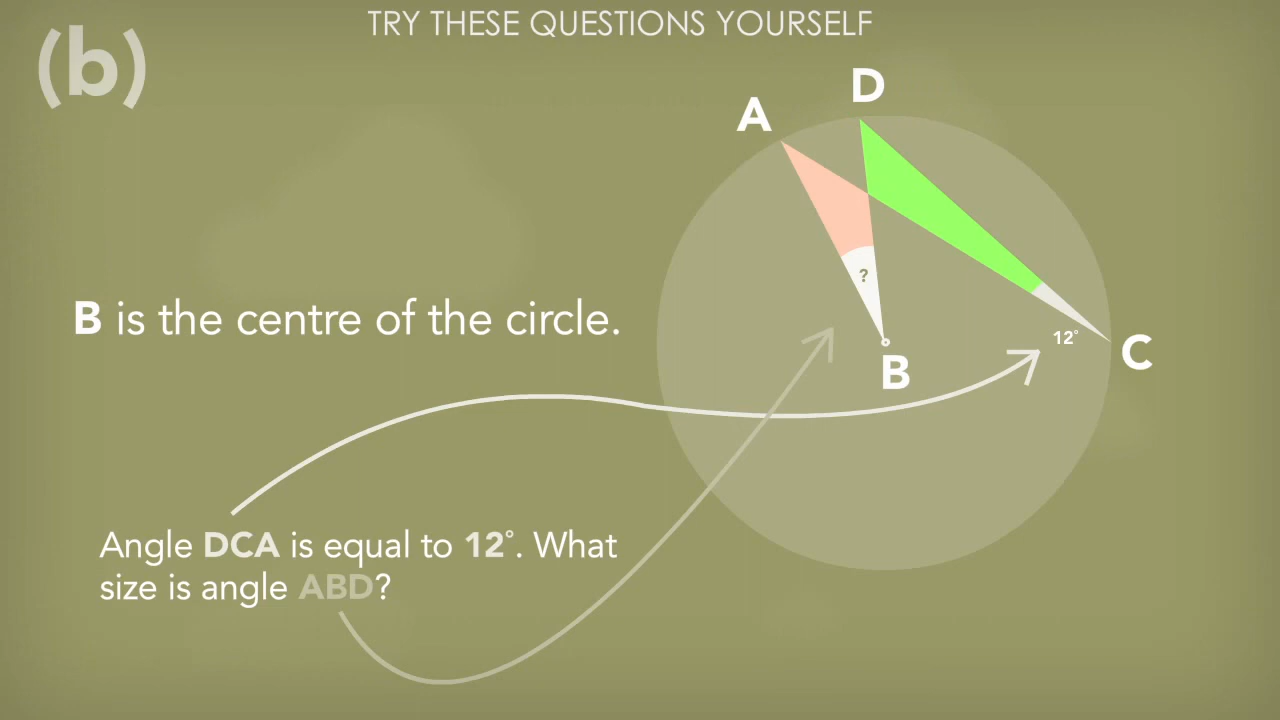 TRY THESE QUESTIONS YOURSELF
(b)
D
A
?
B is the centre of the circle.
12°
C
B
Angle DCA is equal to 12°. What
size is angle ABD?